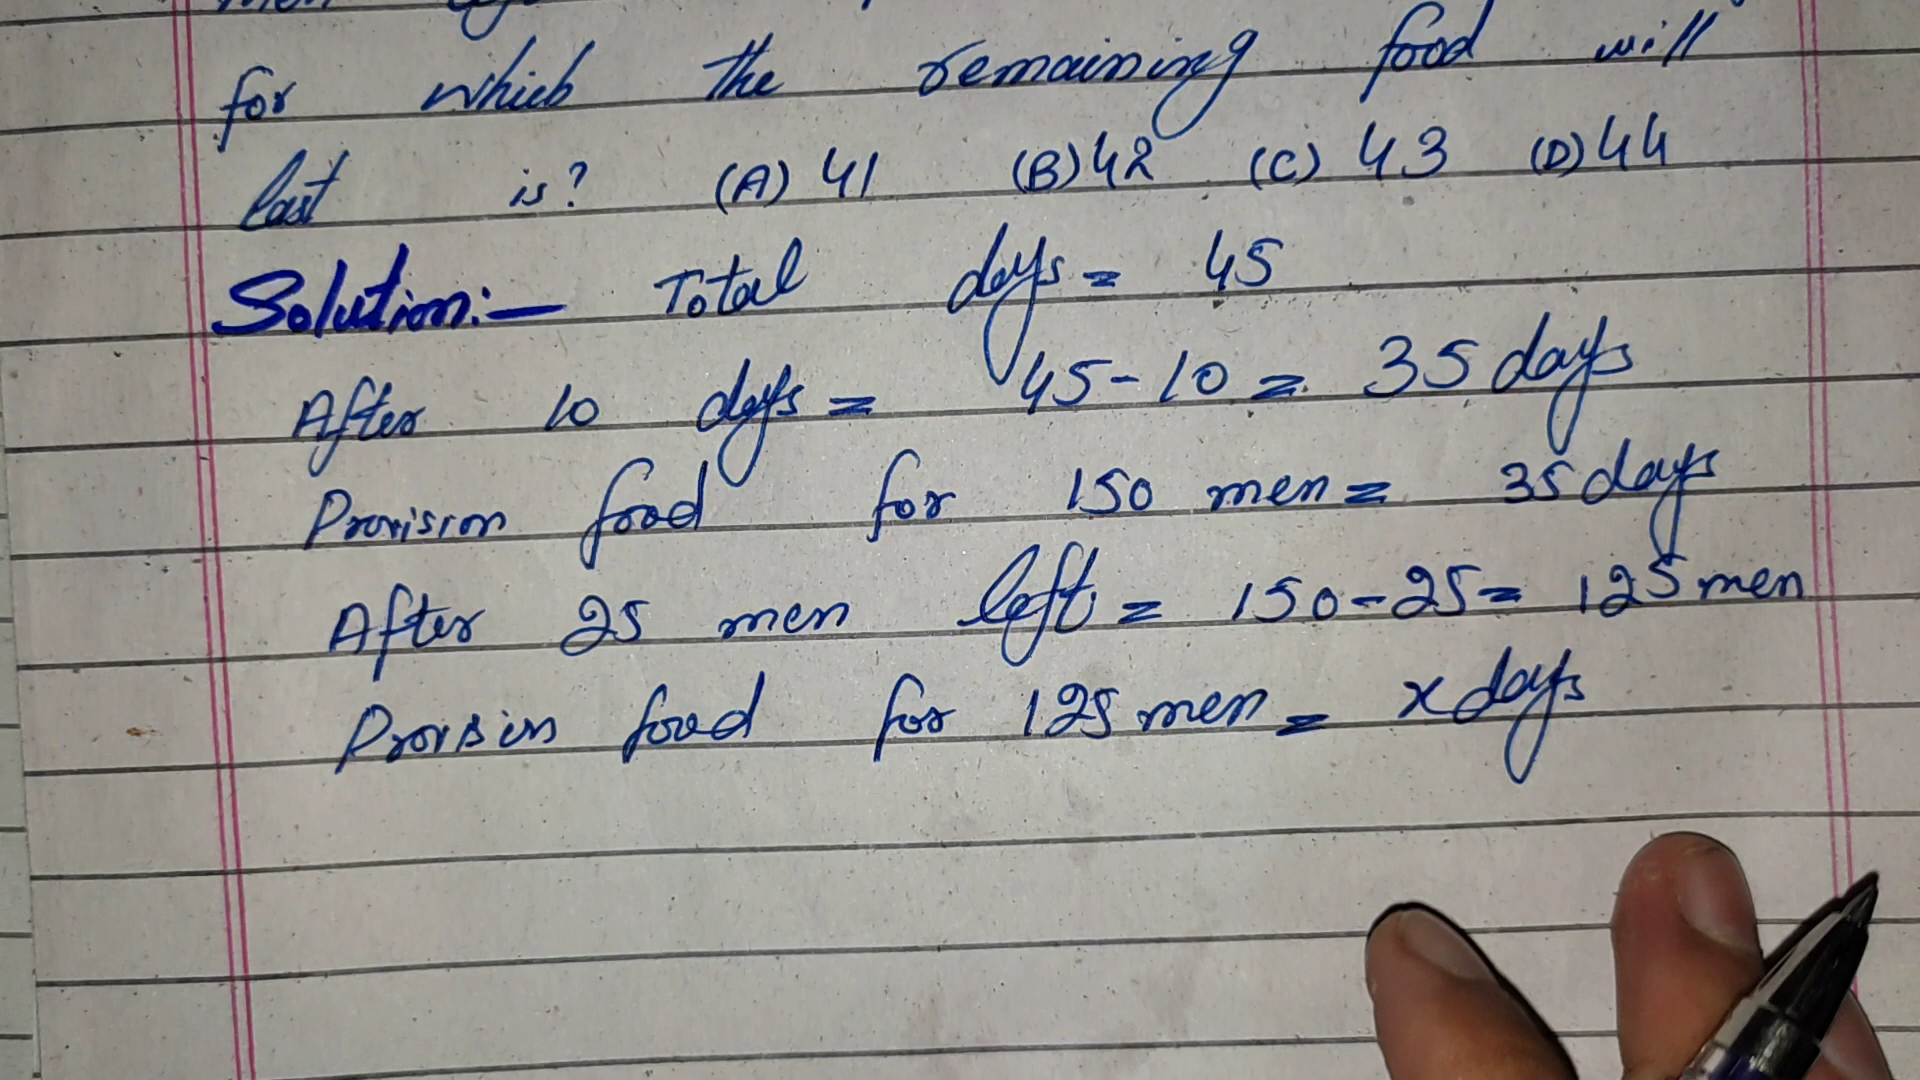 for which the remaining food will
last is? (A) 41 (B) 42 (C) 43 (D) 44
Solution:- Total days = 45
After 10 days = 45-10 = 35 days
Provision food for 150 men = 35 days
After 25 men left = 150-25= 125 men
Provision food for 125 men = x days